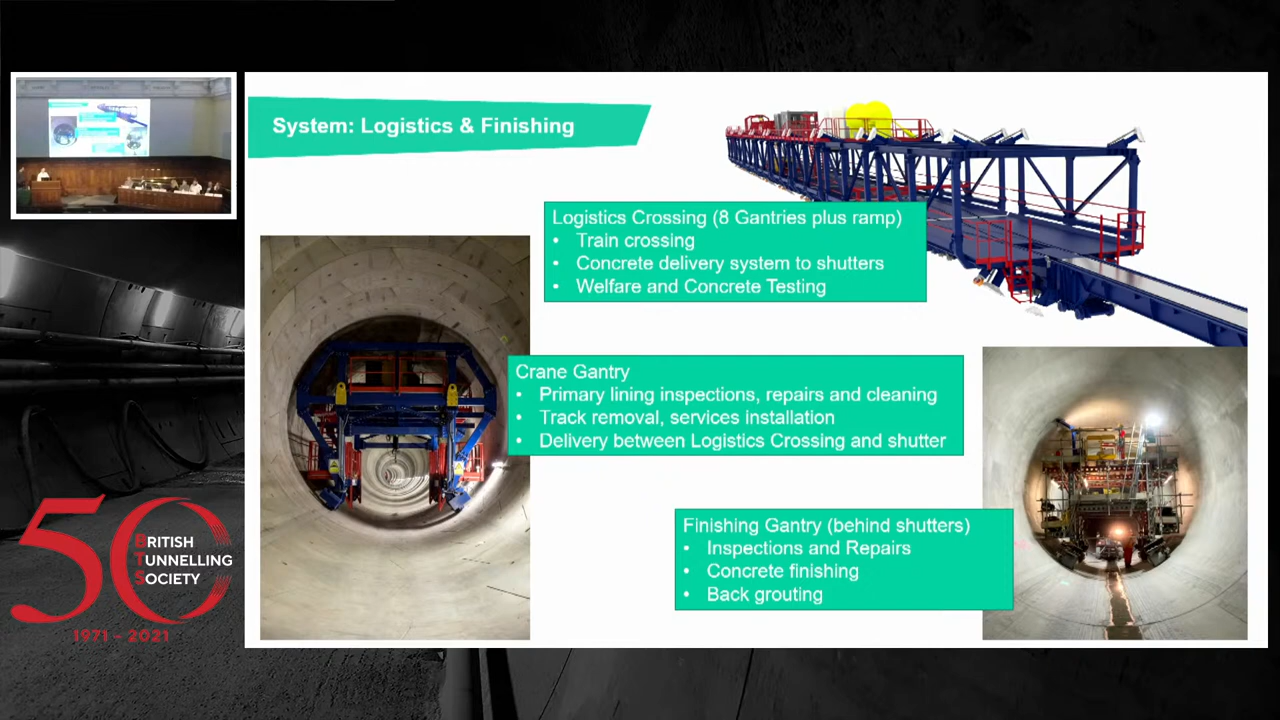 System: Logistics & Finishing
Logistics Crossing (8 Gantries plus ramp)
• Train crossing
• Concrete delivery system to shutters
• Welfare and Concrete Testing
Crane Gantry
• Primary lining inspections, repairs and cleaning
• Track removal, services installation
• Delivery between Logistics Crossing and shutter
Finishing Gantry (behind shutters)
• Inspections and Repairs
• Concrete finishing
• Back grouting
50
BRITISH
TUNNELLING
SOCIETY
1971 – 2021